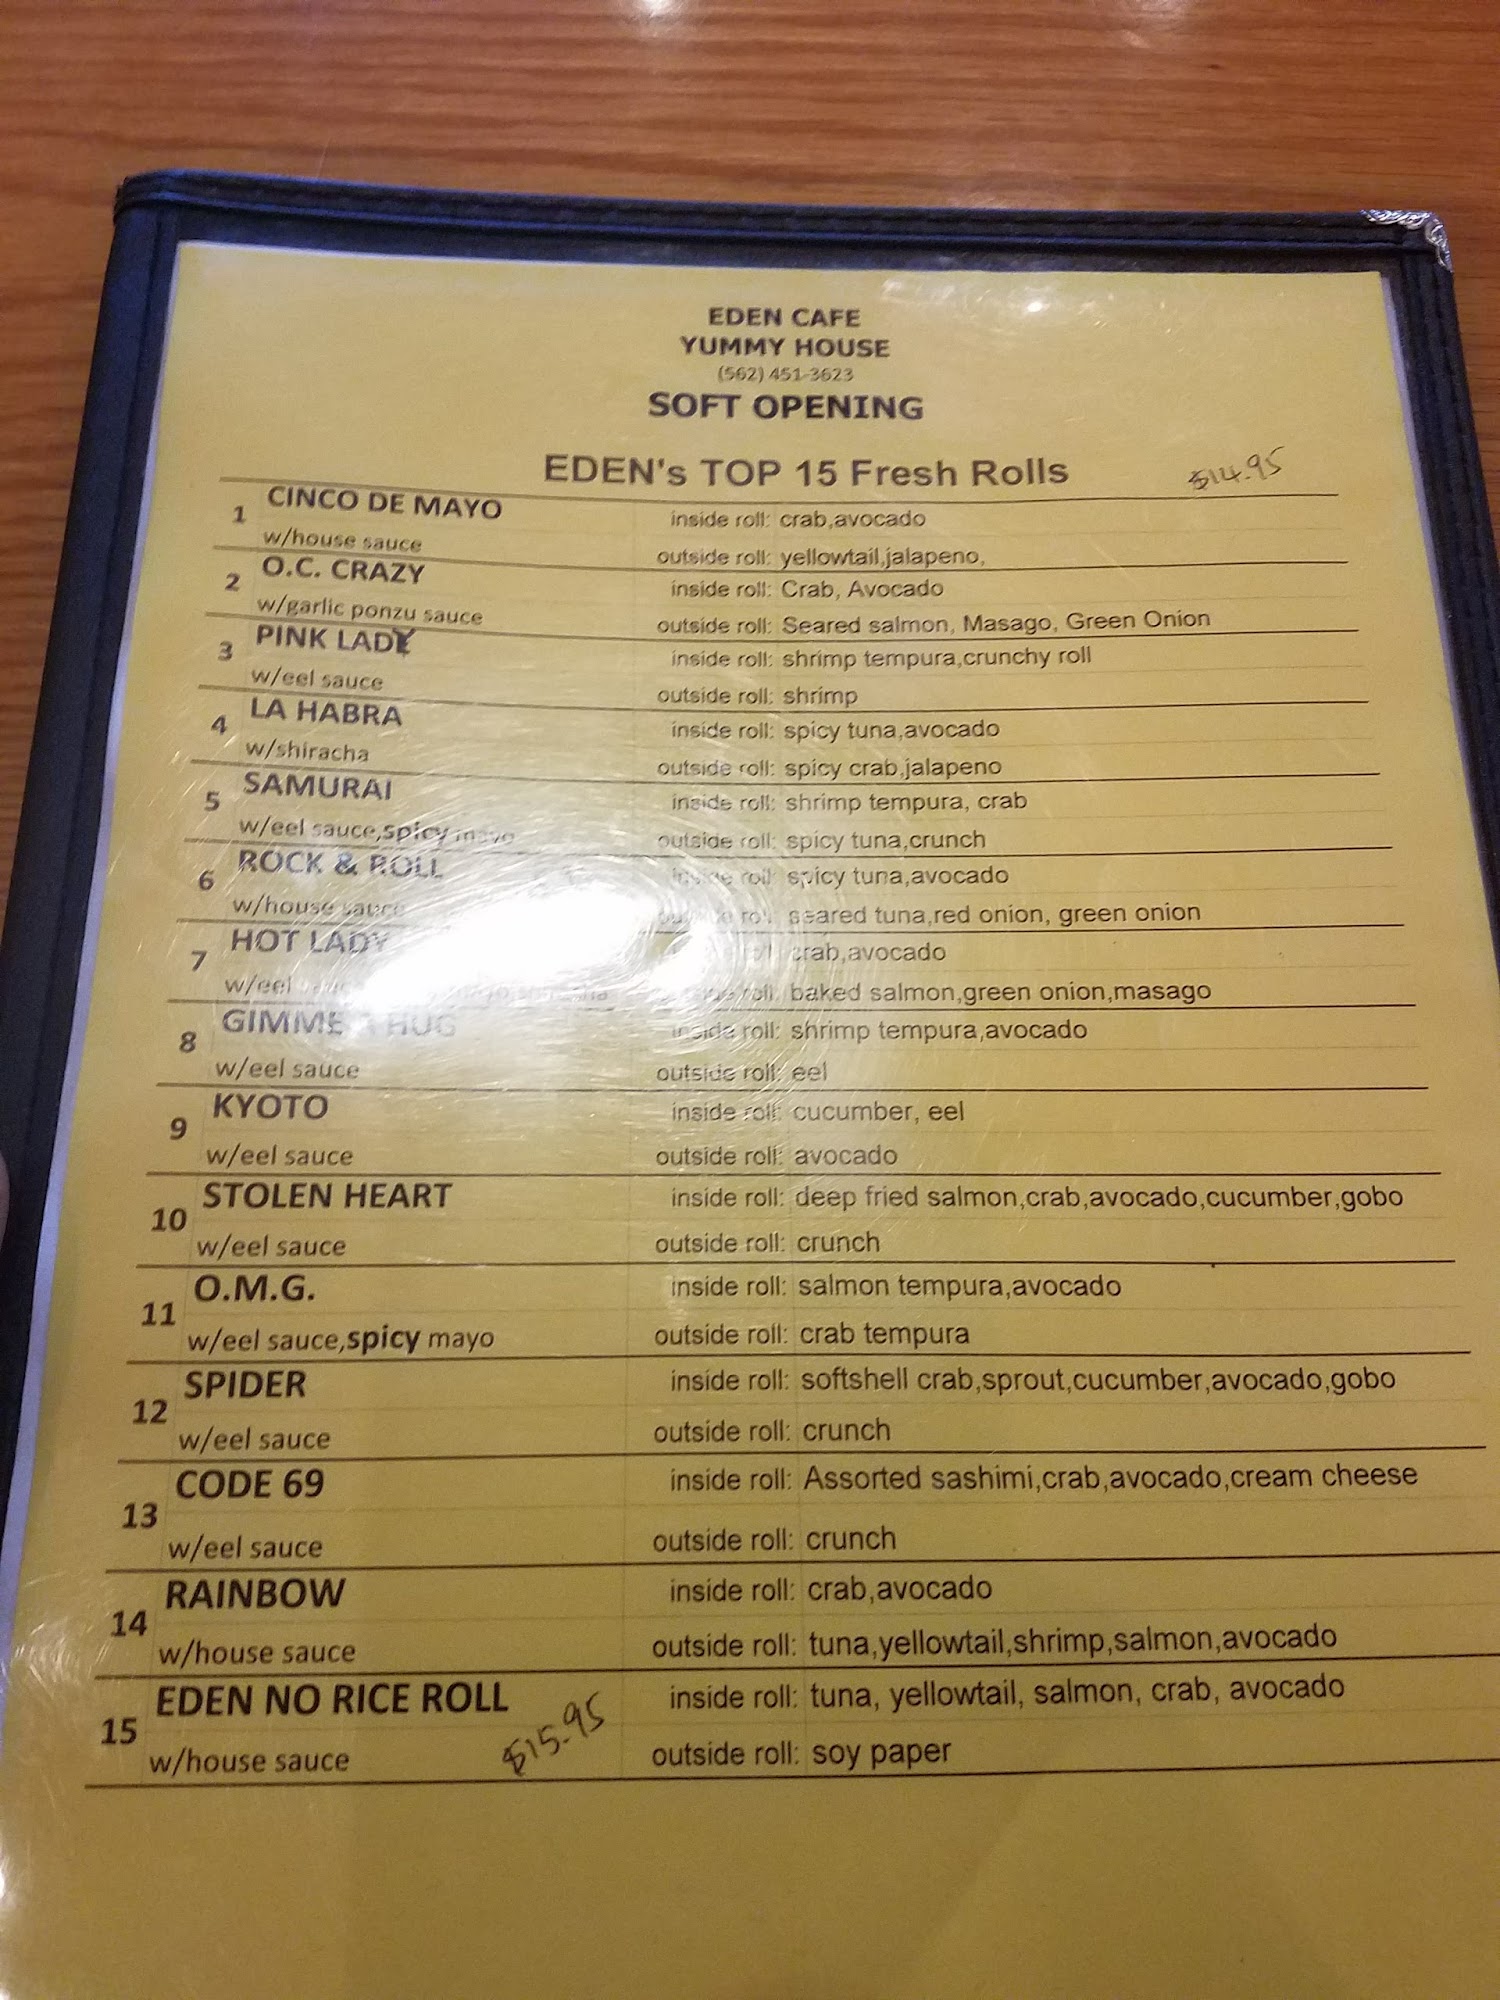 EDEN CAFE
YUMMY HOUSE
(562) 451-3623
SOFT OPENING
EDEN's TOP 15 Fresh Rolls $14.95
1 CINCO DE MAYO inside roll: crab,avocado
w/house sauce outside roll: yellowtail,jalapeno,
2 O.C. CRAZY inside roll: Crab, Avocado
w/garlic ponzu sauce outside roll: Seared salmon, Masago, Green Onion
3 PINK LADY inside roll: shrimp tempura,crunchy roll
w/eel sauce outside roll: shrimp
4 LA HABRA inside roll: spicy tuna,avocado
w/shiracha outside roll: spicy crab,jalapeno
5 SAMURAI inside roll: shrimp tempura, crab
w/eel sauce,spicy mayo outside roll: spicy tuna,crunch
6 ROCK & ROLL inside roll: spicy tuna,avocado
w/house sauce outside roll: seared tuna,red onion, green onion
7 HOT LADY crab,avocado
w/eel roll: baked salmon,green onion,masago
8 GIMME A HUG inside roll: shrimp tempura,avocado
w/eel sauce outside roll: eel
9 KYOTO inside roll: cucumber, eel
w/eel sauce outside roll: avocado
10 STOLEN HEART inside roll: deep fried salmon,crab,avocado,cucumber,gobo
w/eel sauce outside roll: crunch
11 O.M.G. inside roll: salmon tempura,avocado
w/eel sauce,spicy mayo outside roll: crab tempura
12 SPIDER inside roll: softshell crab,sprout,cucumber,avocado,gobo
w/eel sauce outside roll: crunch
13 CODE 69 inside roll: Assorted sashimi,crab,avocado,cream cheese
w/eel sauce outside roll: crunch
14 RAINBOW inside roll: crab,avocado
w/house sauce outside roll: tuna,yellowtail,shrimp,salmon,avocado
15 EDEN NO RICE ROLL inside roll: tuna, yellowtail, salmon, crab, avocado
w/house sauce $15.95 outside roll: soy paper